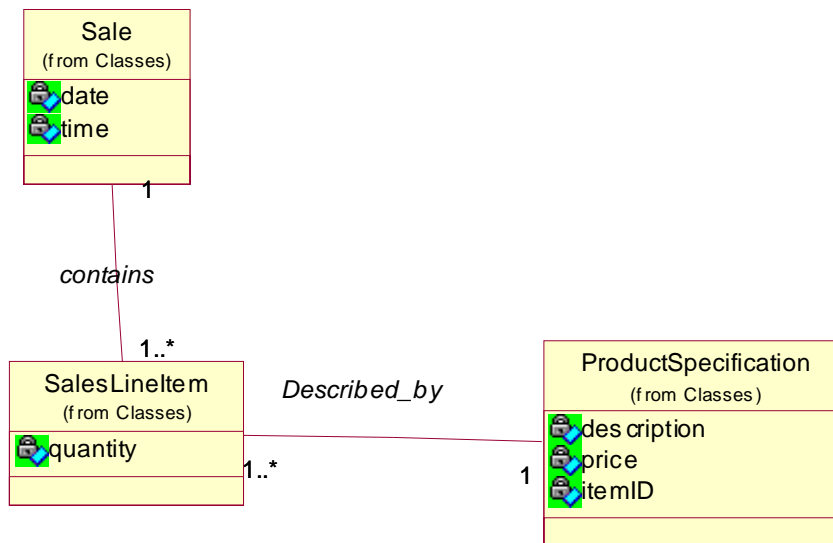 Sale
(from Classes)
date
time
1
contains
1..*
SalesLineItem
(from Classes)
quantity
Described_by
1..*
1
ProductSpecification
(from Classes)
description
price
itemID